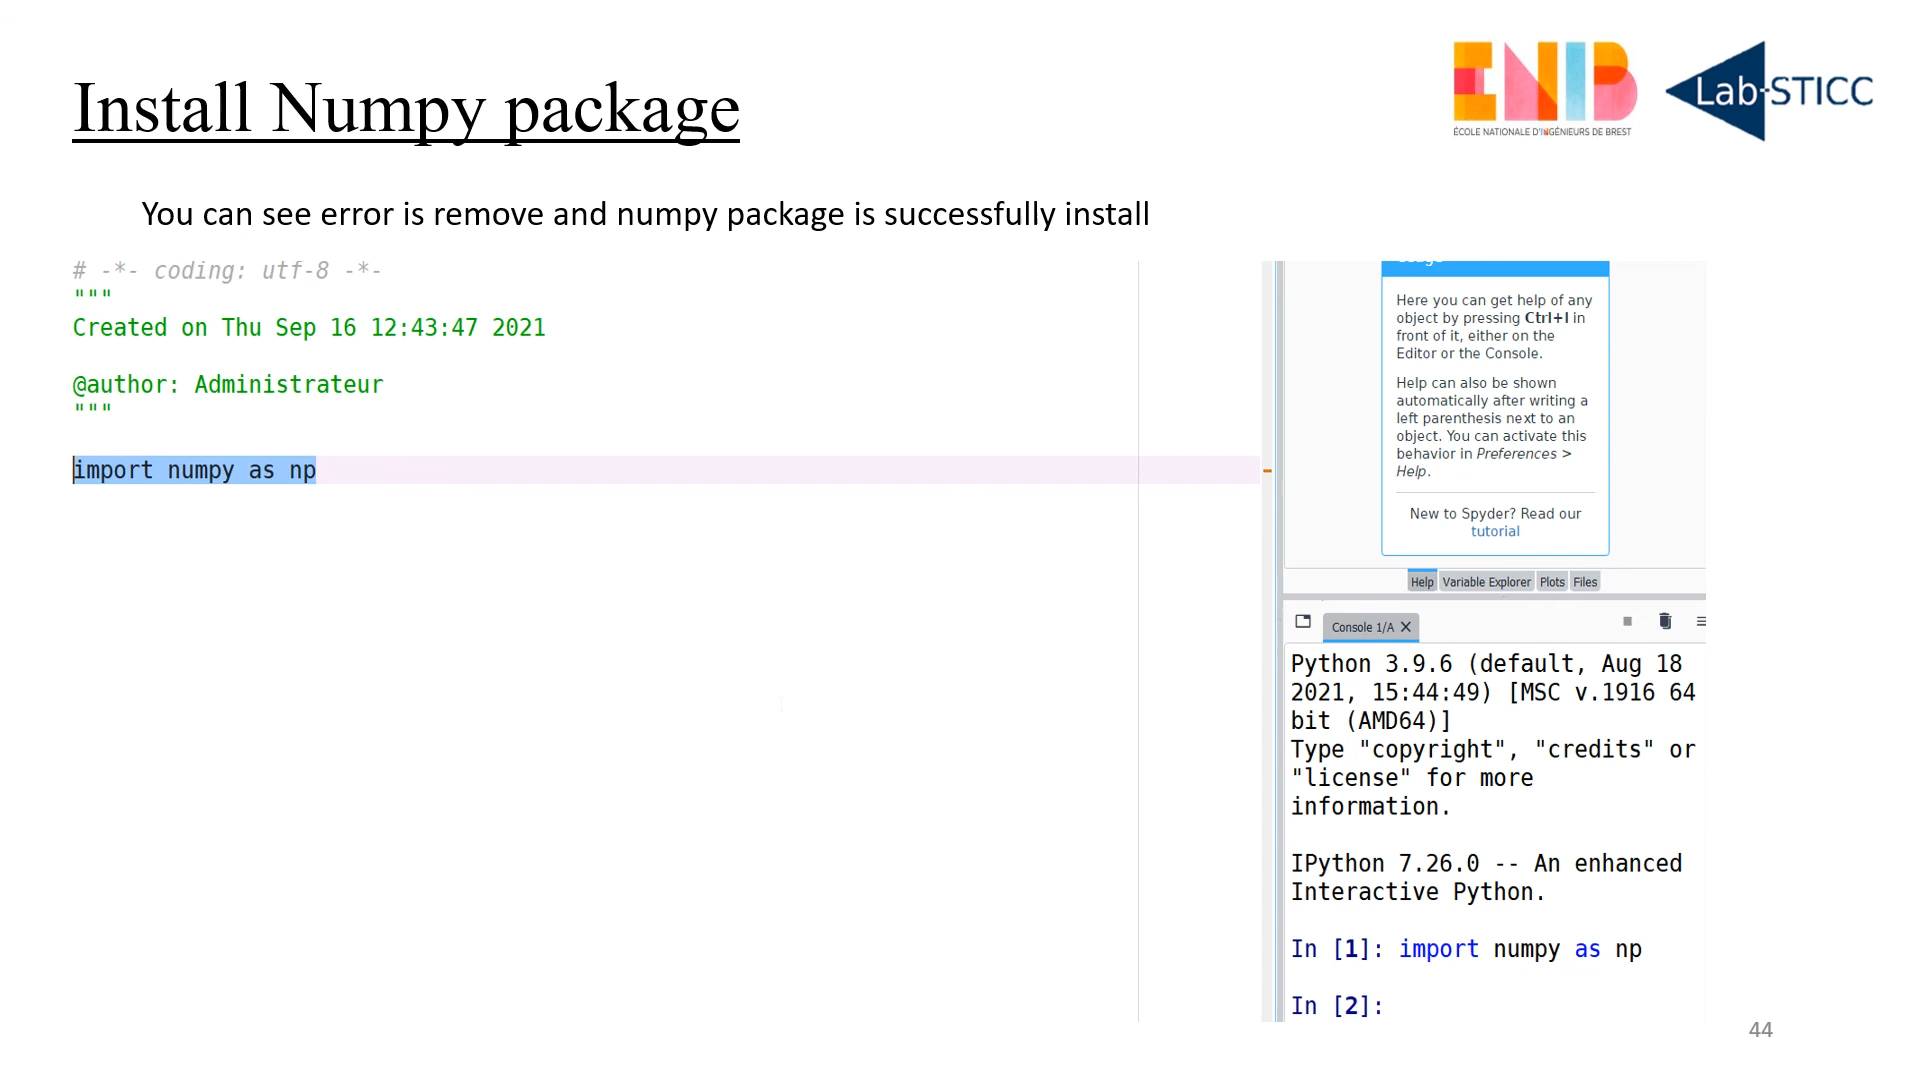 Install Numpy package
ENIB
ÉCOLE NATIONALE D'INGÉNIEURS DE BREST
Lab-STICC
You can see error is remove and numpy package is successfully install
# -*- coding: utf-8 -*-
"""
Created on Thu Sep 16 12:43:47 2021
@author: Administrateur
"""
import numpy as np
Here you can get help of any
object by pressing Ctrl+I in
front of it, either on the
Editor or the Console.
Help can also be shown
automatically after writing a
left parenthesis next to an
object. You can activate this
behavior in Preferences >
Help.
New to Spyder? Read our
tutorial
Help Variable Explorer Plots Files
Console 1/A
Python 3.9.6 (default, Aug 18
2021, 15:44:49) [MSC v.1916 64
bit (AMD64)]
Type "copyright", "credits" or
"license" for more
information.
IPython 7.26.0 -- An enhanced
Interactive Python.
In [1]: import numpy as np
In [2]:
44